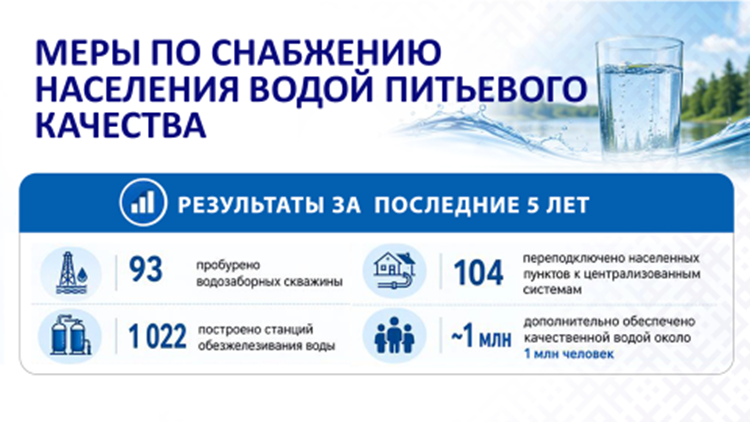 МЕРЫ ПО СНАБЖЕНИЮ
НАСЕЛЕНИЯ ВОДОЙ ПИТЬЕВОГО
КАЧЕСТВА
РЕЗУЛЬТАТЫ ЗА ПОСЛЕДНИЕ 5 ЛЕТ
93
пробурено
водозаборных скважины
104
переподключено населенных
пунктов к централизованным
системам
1 022
построено станций
обезжелезивания воды
~1 млн
дополнительно обеспечено
качественной водой около
1 млн человек